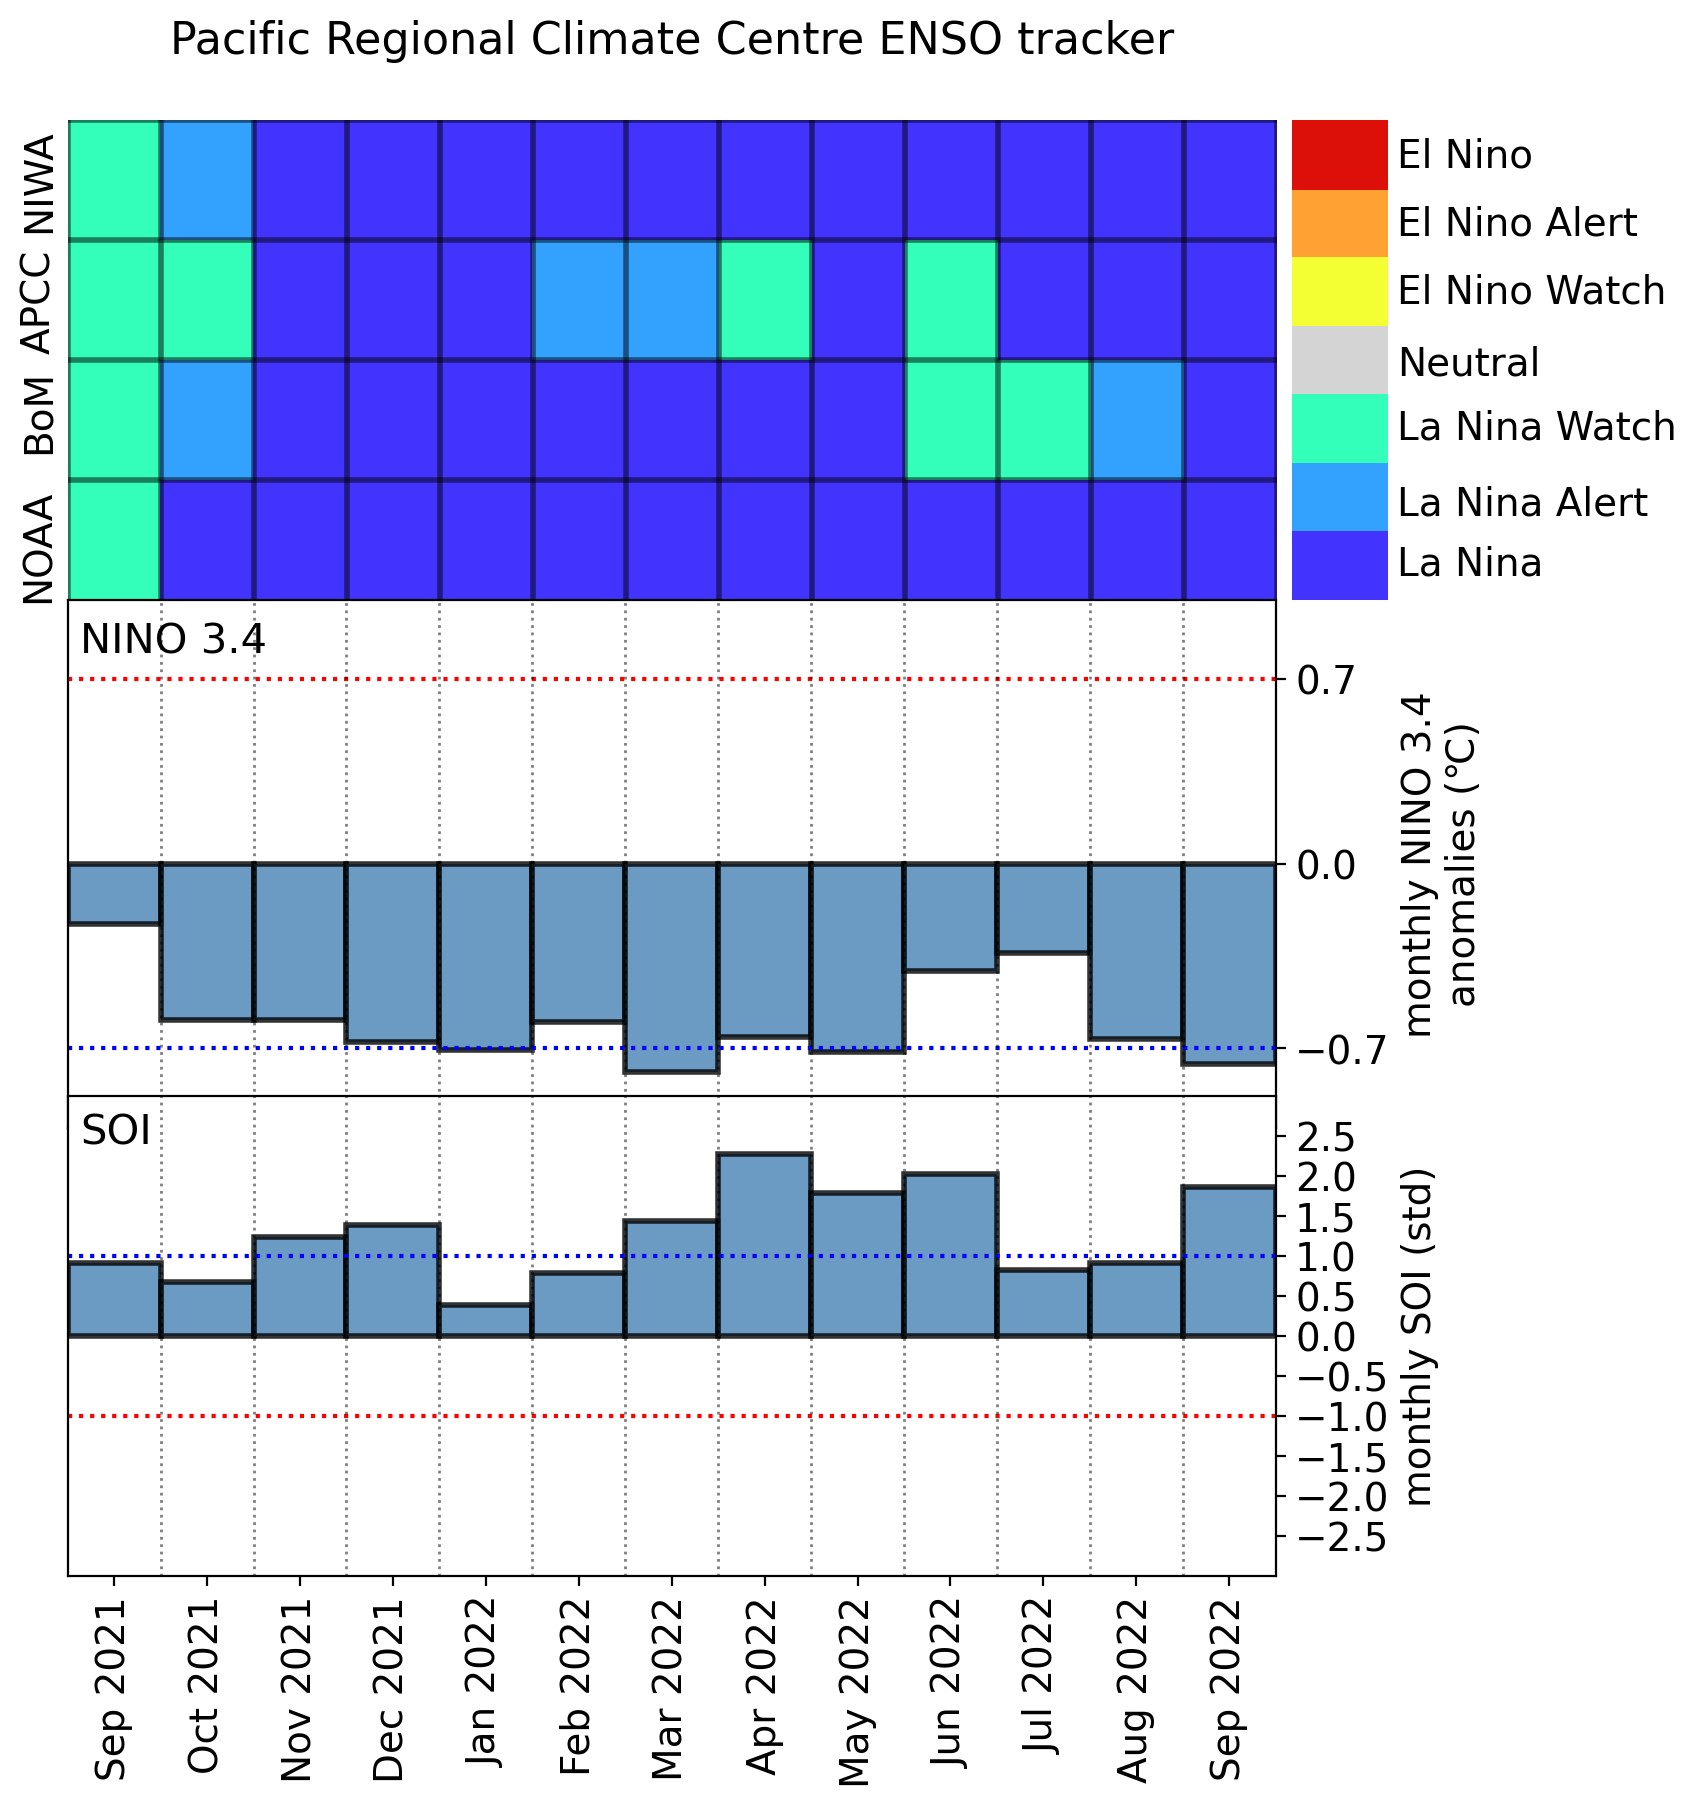 Pacific Regional Climate Centre ENSO tracker
NIWA
APCC
BoM
NOAA
El Nino
El Nino Alert
El Nino Watch
Neutral
La Nina Watch
La Nina Alert
La Nina
NINO 3.4
0.7
0.0
−0.7
monthly NINO 3.4
anomalies (℃)
SOI
2.5
2.0
1.5
1.0
0.5
0.0
−0.5
−1.0
−1.5
−2.0
−2.5
monthly SOI (std)
Sep 2021
Oct 2021
Nov 2021
Dec 2021
Jan 2022
Feb 2022
Mar 2022
Apr 2022
May 2022
Jun 2022
Jul 2022
Aug 2022
Sep 2022